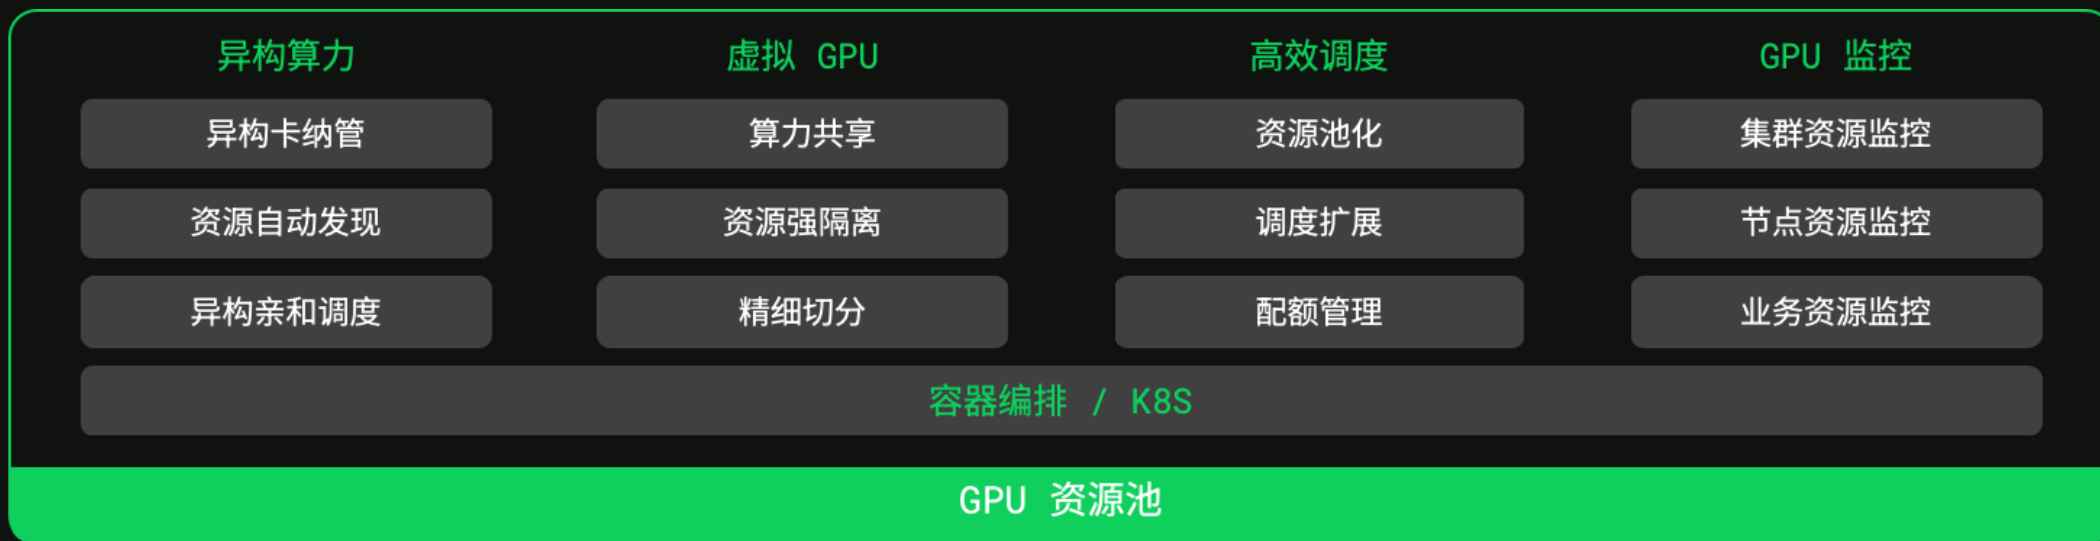 异构算力
虚拟 GPU
高效调度
GPU 监控
异构卡纳管
算力共享
资源池化
集群资源监控
资源自动发现
资源强隔离
调度扩展
节点资源监控
异构亲和调度
精细切分
配额管理
业务资源监控
容器编排 / K8S
GPU 资源池